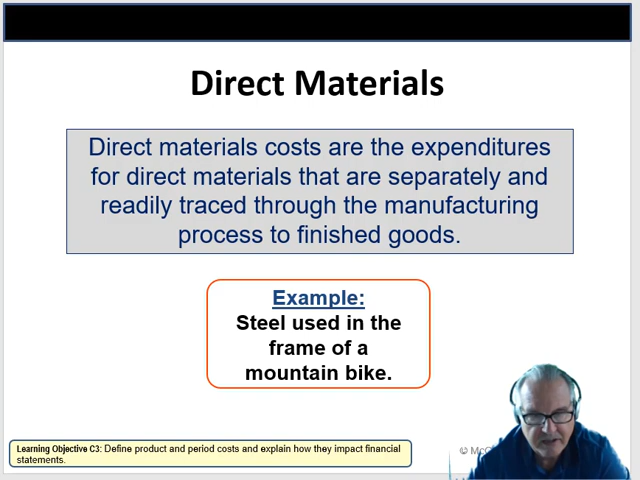 Direct Materials
Direct materials costs are the expenditures
for direct materials that are separately and
readily traced through the manufacturing
process to finished goods.
Example:
Steel used in the
frame of a
mountain bike.
Learning Objective C3: Define product and period costs and explain how they impact financial
statements.
©